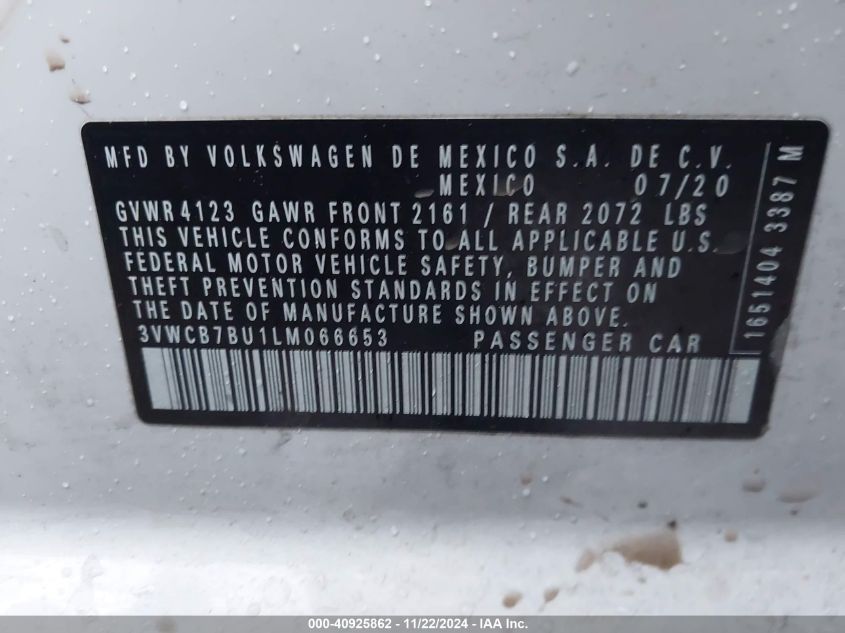 MFD BY VOLKSWAGEN DE MEXICO S.A. DE C.V.
MEXICO 07/20
GVWR 4123 GAWR FRONT 2161 / REAR 2072 LBS
THIS VEHICLE CONFORMS TO ALL APPLICABLE U.S.
FEDERAL MOTOR VEHICLE SAFETY, BUMPER AND
THEFT PREVENTION STANDARDS IN EFFECT ON
THE DATE OF MANUFACTURE SHOWN ABOVE.
3VWCB7BU1LM066653 PASSENGER CAR
1651404 3387 M
000-40925862 - 11/22/2024 - IAA Inc.